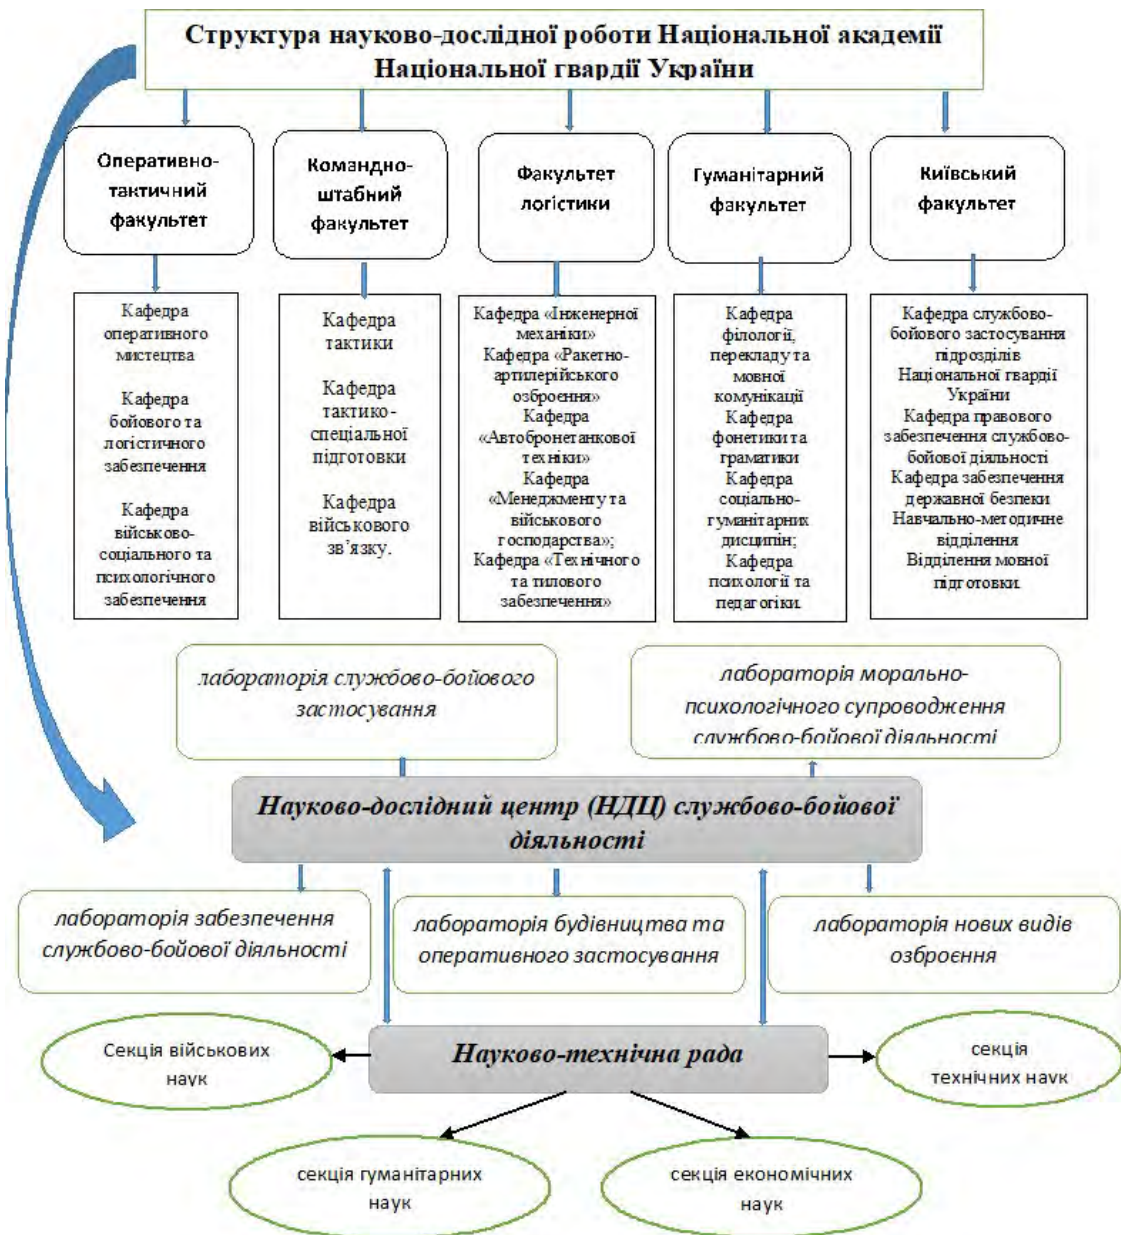 Структура науково-дослідної роботи Національної академії
Національної гвардії України
Оперативно-
тактичний
факультет
Командно-
штабний
факультет
Факультет
логістики
Гуманітарний
факультет
Київський
факультет
Кафедра
оперативного
мистецтва
Кафедра
бойового та
логістичного
забезпечення
Кафедра
військово-
соціального та
психологічного
забезпечення
Кафедра
тактики
Кафедра
тактико-
спеціальної
підготовки
Кафедра
військового
зв’язку.
Кафедра «Інженерної
механіки»
Кафедра «Ракетно-
артилерійського
озброєння»
Кафедра
«Автобронетанкової
техніки»
Кафедра
«Менеджменту та
військового
господарства»;
Кафедра «Технічного
та тилового
забезпечення»
Кафедра
філології,
перекладу та
мовної
комунікації
Кафедра
фонетики та
граматики
Кафедра
соціально-
гуманітарних
дисципін;
Кафедра
психології та
педагогіки.
Кафедра службово-
бойового застосування
підрозділів
Національної гвардії
України
Кафедра правового
забезпечення службово-
бойової діяльності
Кафедра забезпечення
державної безпеки
Навчально-методичне
відділення
Відділення мовної
підготовки.
лабораторія службово-бойового
застосування
лабораторія морально-
психологічного супроводження
службово-бойової діяльності
Науково-дослідний центр (НДЦ) службово-бойової
діяльності
лабораторія забезпечення
службово-бойової діяльності
лабораторія будівництва та
оперативного застосування
лабораторія нових видів
озброєння
Секція військових
наук
Науково-технічна рада
секція
технічних наук
секція гуманітарних
наук
секція економічних
наук